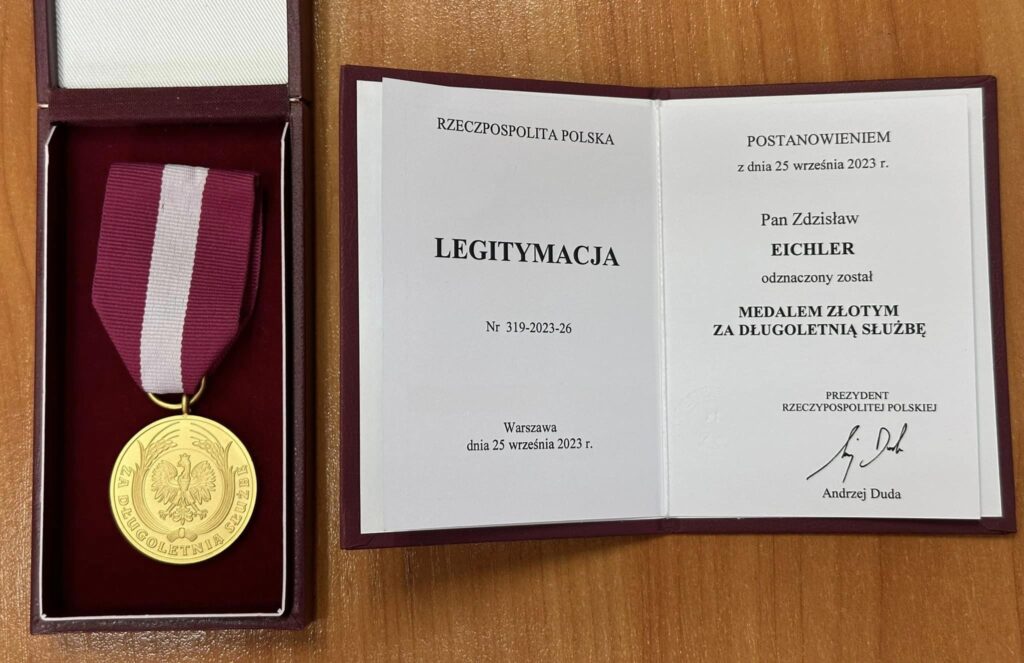 ZA DŁUGOLETNIĄ SŁUŻBĘ
RZECZPOSPOLITA POLSKA
LEGITYMACJA
Nr 319-2023-26
Warszawa
dnia 25 września 2023 r.
POSTANOWIENIEM
z dnia 25 września 2023 r.
Pan Zdzisław
EICHLER
odznaczony został
MEDALEM ZŁOTYM
ZA DŁUGOLETNIĄ SŁUŻBĘ
PREZYDENT
RZECZYPOSPOLITEJ POLSKIEJ
Andrzej Duda